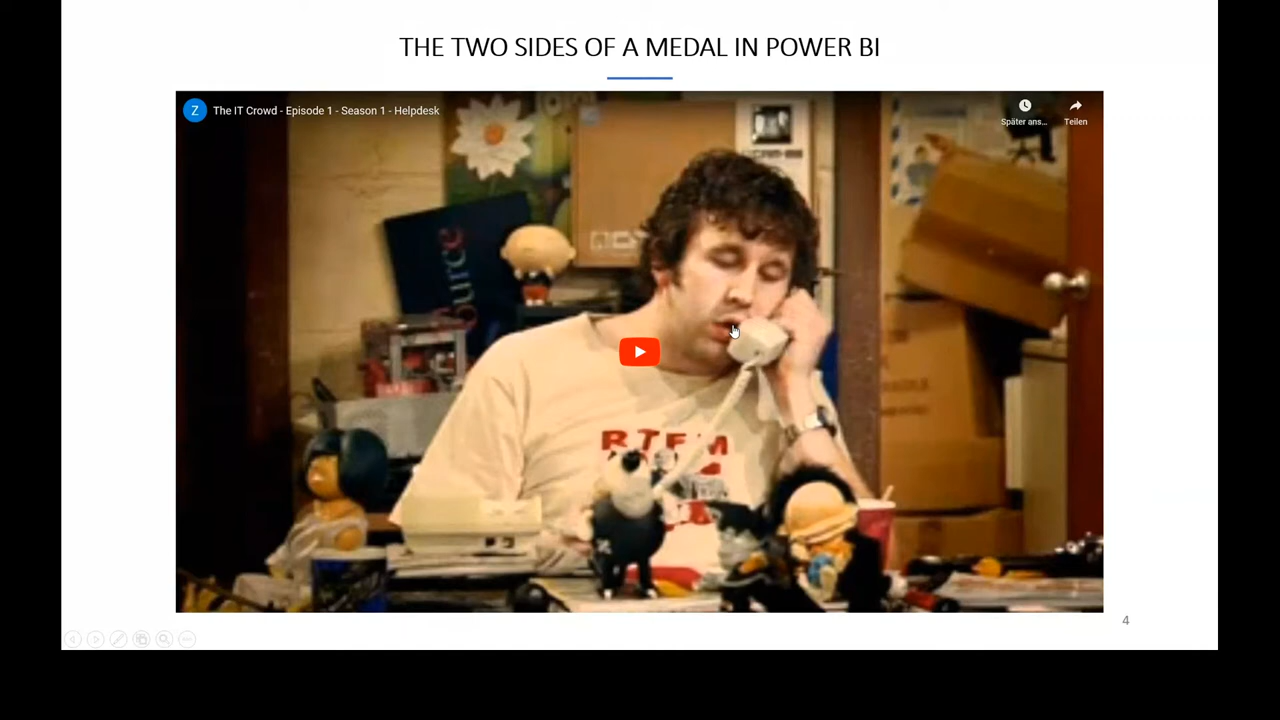 THE TWO SIDES OF A MEDAL IN POWER BI
Z
The IT Crowd - Episode 1 - Season 1 - Helpdesk
Später ans...
Teilen
RTFM
4